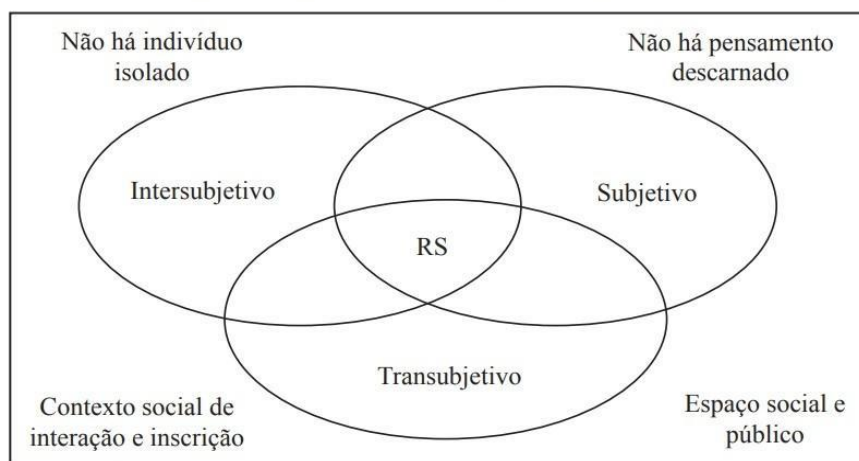 Não há indivíduo
isolado
Não há pensamento
descarnado
Intersubjetivo
Subjetivo
RS
Transubjetivo
Contexto social de
interação e inscrição
Espaço social e
público